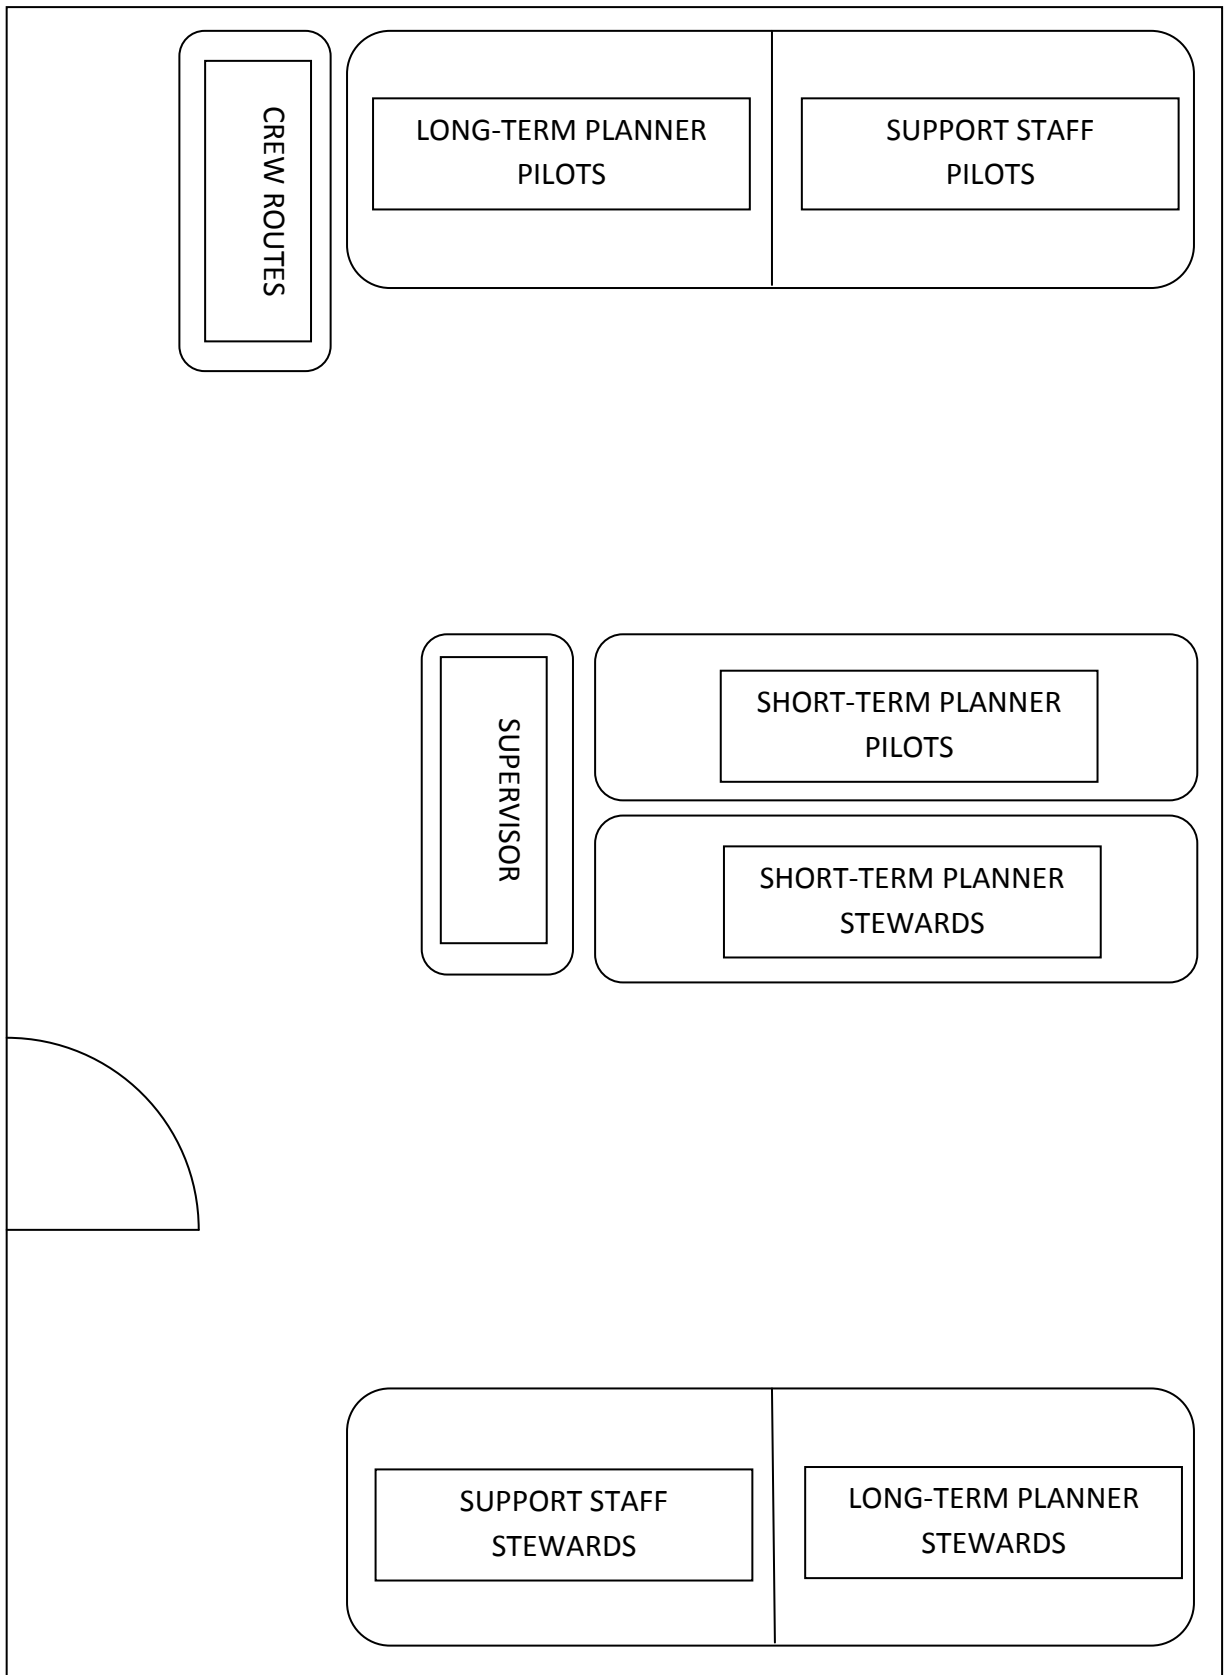 CREW ROUTES
LONG-TERM PLANNER
PILOTS
SUPPORT STAFF
PILOTS
SUPERVISOR
SHORT-TERM PLANNER
PILOTS
SHORT-TERM PLANNER
STEWARDS
SUPPORT STAFF
STEWARDS
LONG-TERM PLANNER
STEWARDS